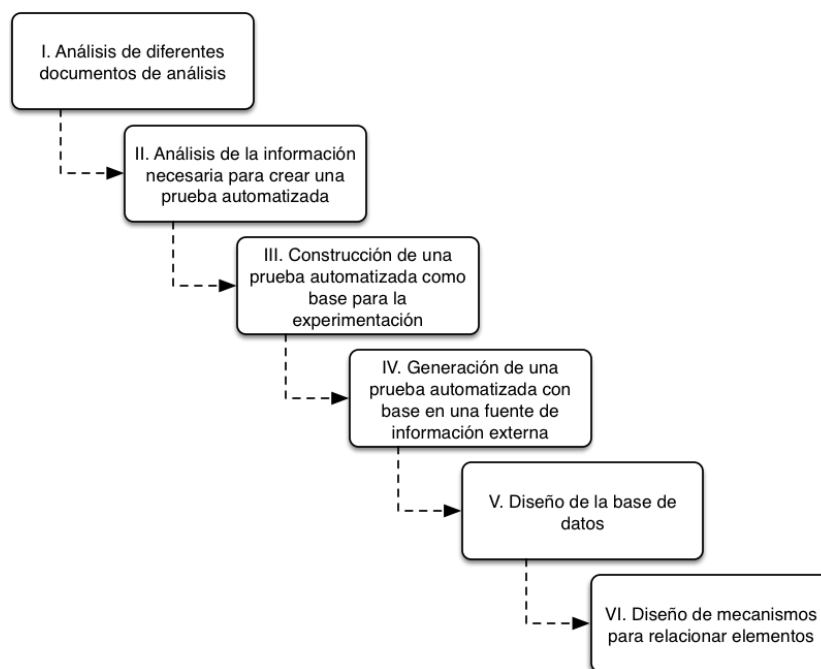 I. Análisis de diferentes
documentos de análisis
II. Análisis de la información
necesaria para crear una
prueba automatizada
III. Construcción de una
prueba automatizada como
base para la
experimentación
IV. Generación de una
prueba automatizada con
base en una fuente de
información externa
V. Diseño de la base de
datos
VI. Diseño de mecanismos
para relacionar elementos